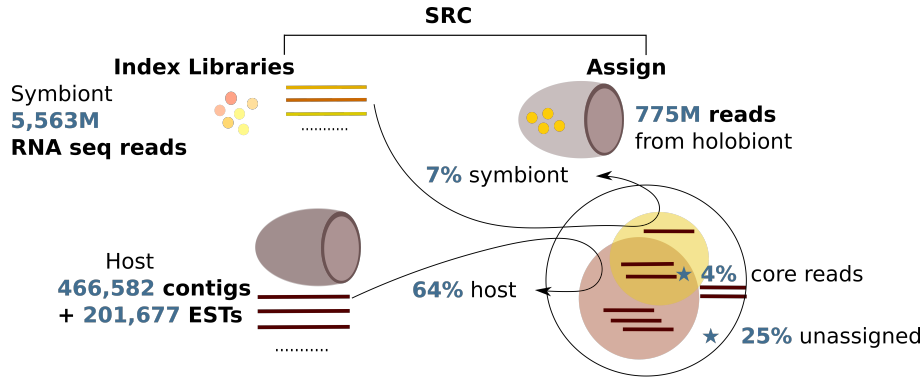 SRC
Index Libraries
Assign
Symbiont
5,563M
RNA seq reads
775M reads
from holobiont
7% symbiont
Host
466,582 contigs
+ 201,677 ESTs
64% host
4% core reads
25% unassigned